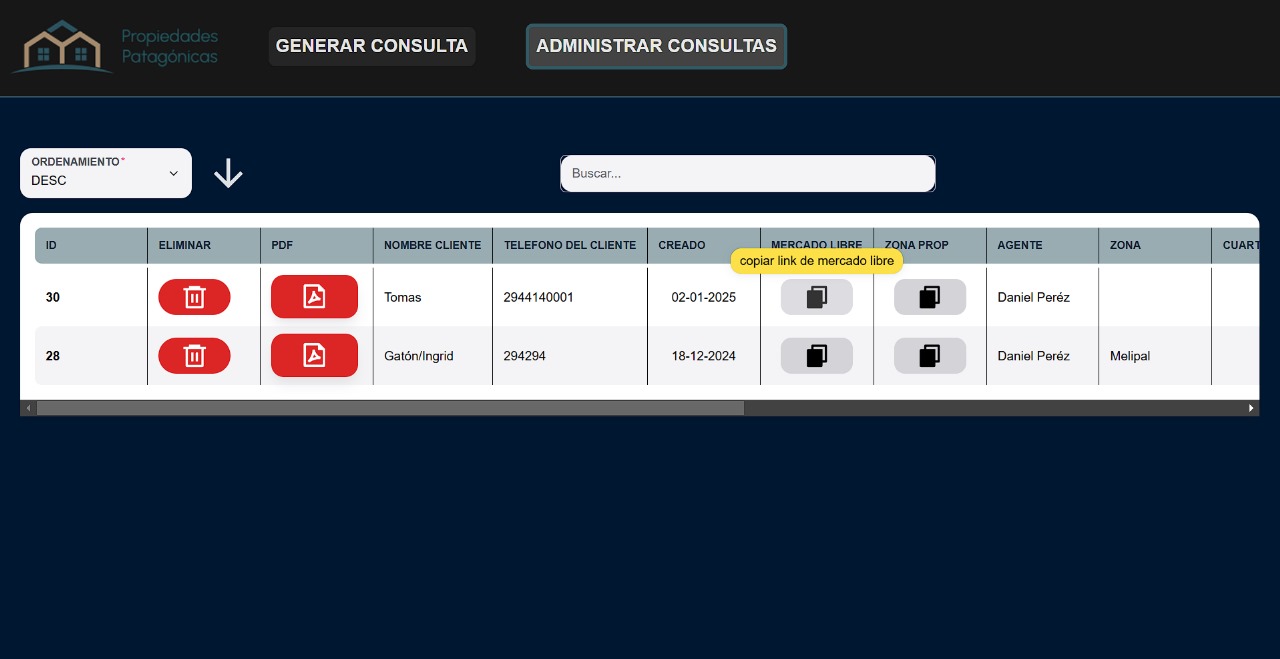 Propiedades
Patagónicas
GENERAR CONSULTA
ADMINISTRAR CONSULTAS
ORDENAMIENTO*
DESC
Buscar...
ID ELIMINAR PDF NOMBRE CLIENTE TELEFONO DEL CLIENTE CREADO MERCADO LIBRE ZONA PROP AGENTE ZONA CUART
copiar link de mercado libre
30 Tomas 2944140001 02-01-2025 Daniel Peréz
28 Gatón/Ingrid 294294 18-12-2024 Daniel Peréz Melipal